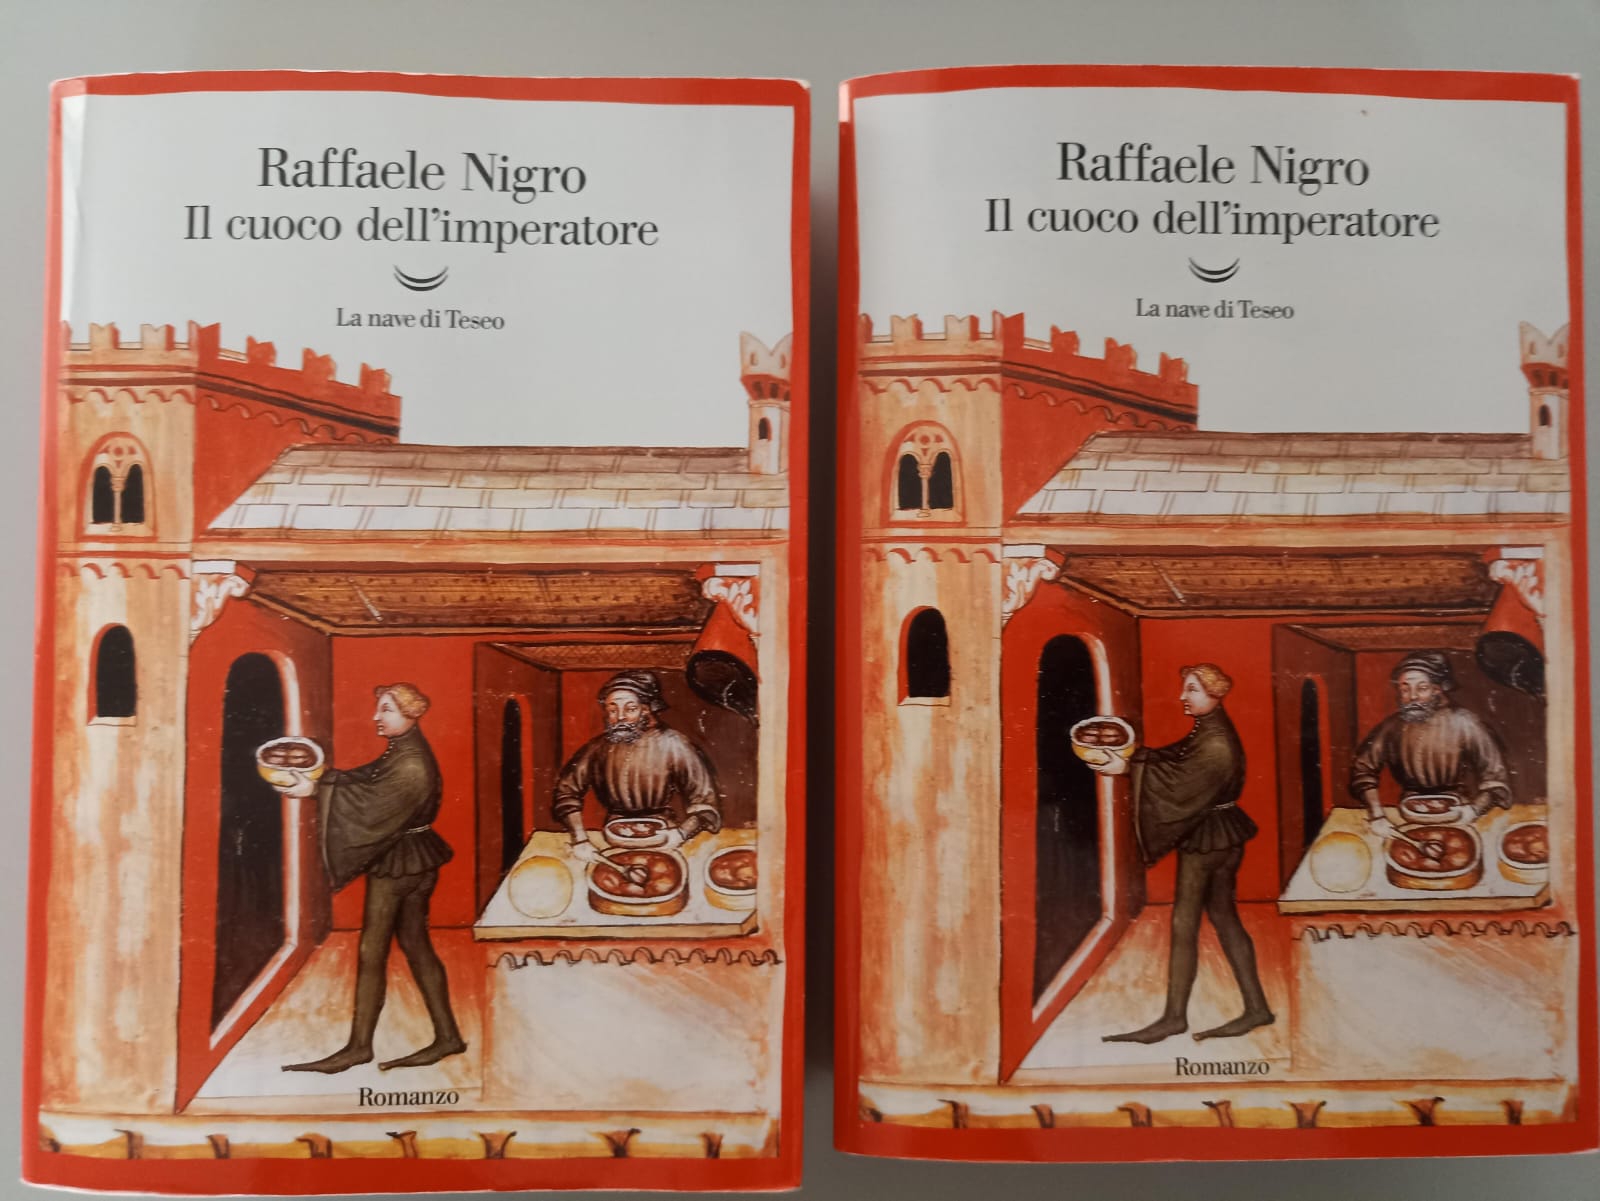 Raffaele Nigro
Il cuoco dell'imperatore
La nave di Teseo
Romanzo
Raffaele Nigro
Il cuoco dell'imperatore
La nave di Teseo
Romanzo